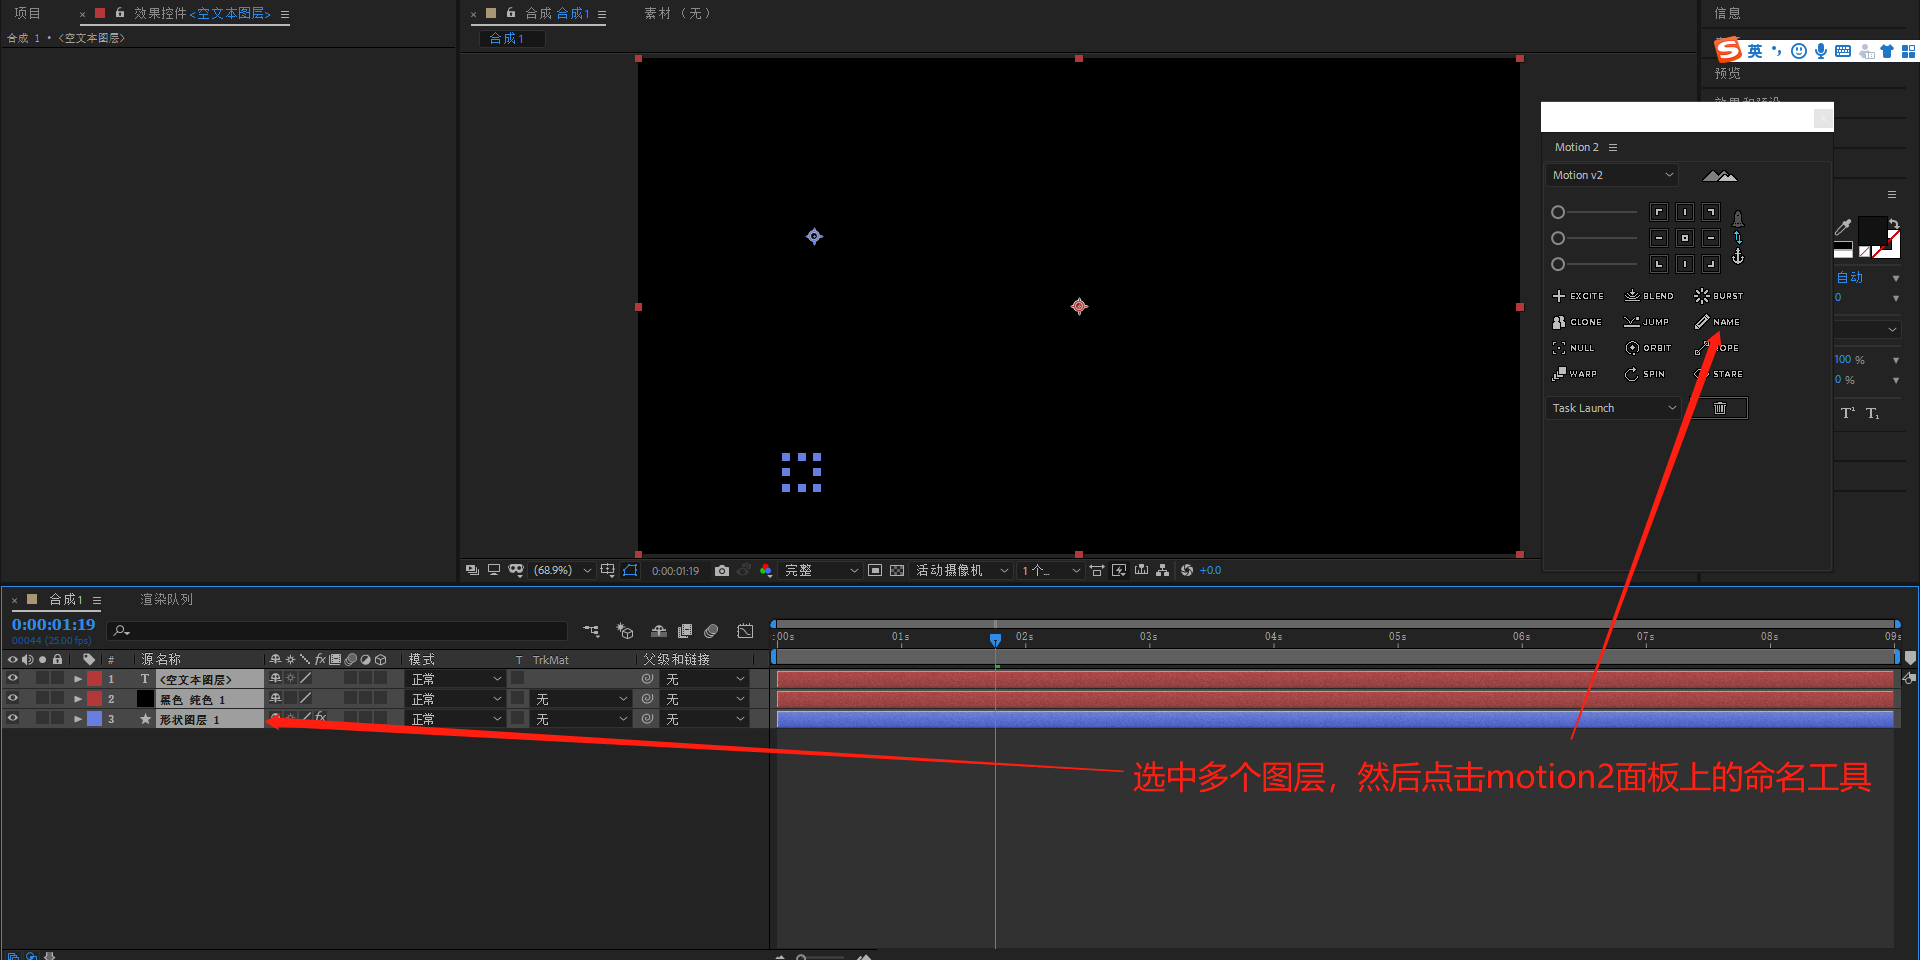 项目
× 效果控件 <空文本图层>
合成 1 • <空文本图层>
× 合成 合成1
素材 （无）
合成1
信息
英
预览
Motion 2
Motion v2
EXCITE BLEND BURST
CLONE JUMP NAME
NULL ORBIT
WARP SPIN STARE
Task Launch
自动
0
100 %
0 %
T¹ T₁
(68.9%)
0:00:01:19
完整
活动摄像机
1 个...
+0.0
× 合成1
渲染队列
0:00:01:19
00044 (25.00 fps)
:00s 01s 02s 03s 04s 05s 06s 07s 08s 09s
# 源名称 fx 模式 T TrkMat 父级和链接
1 T <空文本图层> 正常 无
2 黑色 纯色 1 正常 无 无
3 形状图层 1 fx 正常 无 无
选中多个图层，然后点击motion2面板上的命名工具